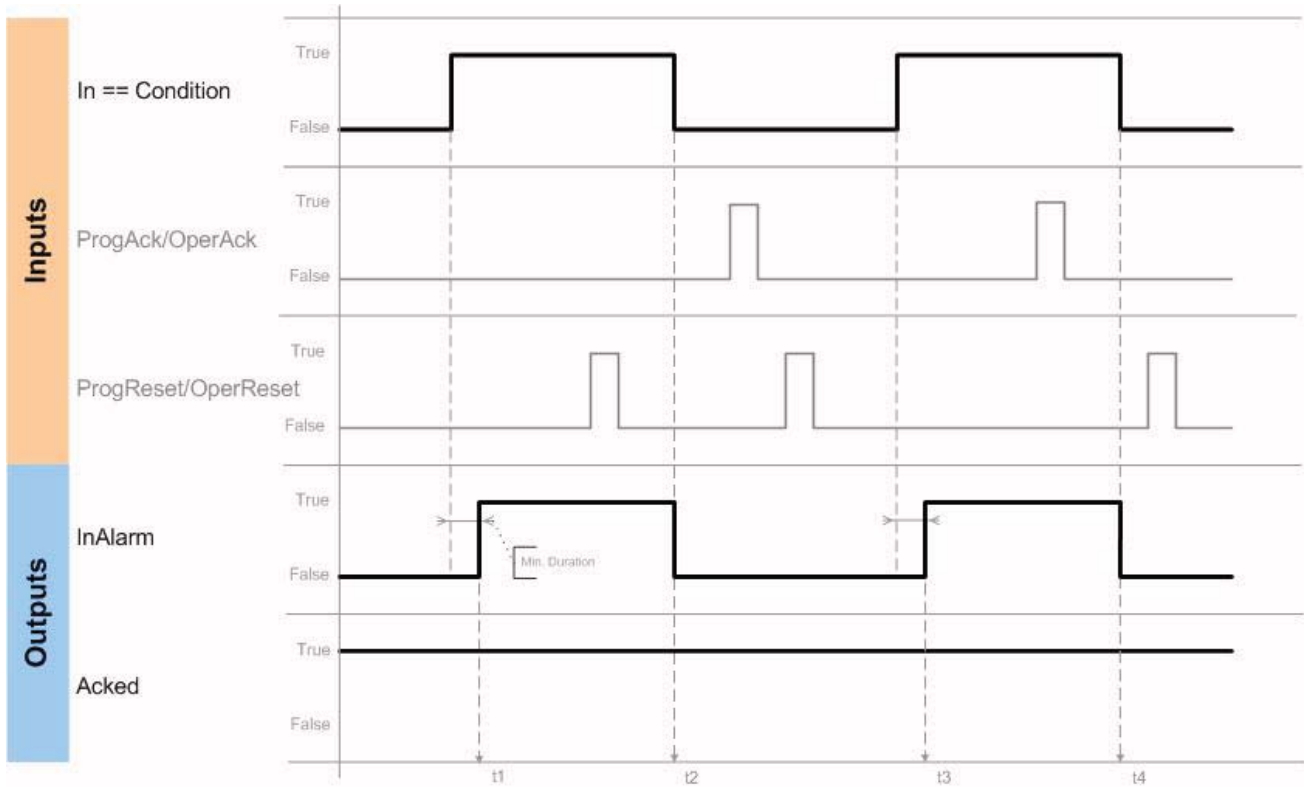 Inputs
In == Condition
True
False
ProgAck/OperAck
True
False
ProgReset/OperReset
True
False
Outputs
InAlarm
True
False
Min. Duration
Acked
True
False
t1
t2
t3
t4